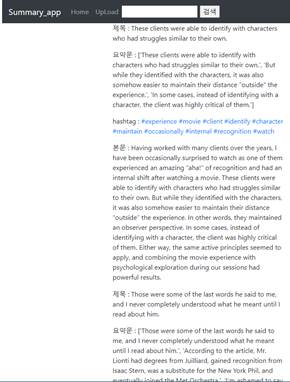 Summary_app Home UpLoad 검색
제목 : These clients were able to identify with characters
who had struggles similar to their own.
요약문 : ['These clients were able to identify with characters
who had struggles similar to their own.', 'But
while they identified with the characters, it was also
somehow easier to maintain their distance "outside" the
experience.', 'In some cases, instead of identifying with a
character, the client was highly critical of them.']
hashtag : #experience #movie #client #identify #character
#maintain #occasionally #internal #recognition #watch
본문 : Having worked with many clients over the years, I
have been occasionally surprised to watch as one of them
experienced an amazing "aha!" of recognition and had an
internal shift after watching a movie. These clients were
able to identify with characters who had struggles similar
to their own. But while they identified with the characters,
it was also somehow easier to maintain their distance
"outside" the experience. In other words, they maintained
an observer perspective. In some cases, instead of
identifying with a character, the client was highly critical
of them. Either way, the same active principles seemed to
apply, and combining the movie experience with
psychological exploration during our sessions had
powerful results.
제목 : Those were some of the last words he said to me,
and I never completely understood what he meant until I
read about him.
요약문 : ['Those were some of the last words he said to
me, and I never completely understood what he meant
until I read about him.', 'According to the article, Mr.
Lionti had degrees from Juilliard, gained recognition from
Isaac Stern, was a substitute for the New York Phil, and
eventually joined the Met Orchestra.', "I'm ashamed to say